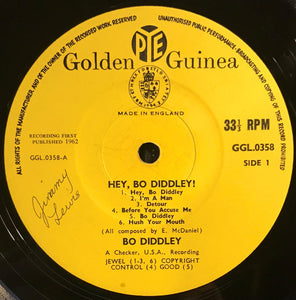 ALL RIGHTS OF THE MANUFACTURER AND OF THE OWNER OF THE RECORDED WORK RESERVED
UNAUTHORISED PUBLIC PERFORMANCE·BROADCASTING AND COPYING OF THIS RECORD PROHIBITED
PYE
Golden Guinea
MADE IN ENGLAND
RECORDING FIRST
PUBLISHED 1962
33⅓ RPM
GGL.0358-A
GGL.0358
SIDE 1
HEY, BO DIDDLEY!
1. Hey, Bo Diddley
2. I'm A Man
3. Detour
4. Before You Accuse Me
5. Bo Diddley
6. Hush Your Mouth
(All composed by E. McDaniel)
BO DIDDLEY
A Checker, U.S.A., Recording
JEWEL (1-3, 6) COPYRIGHT
CONTROL (4) GOOD (5)
Jimmy
Lewis